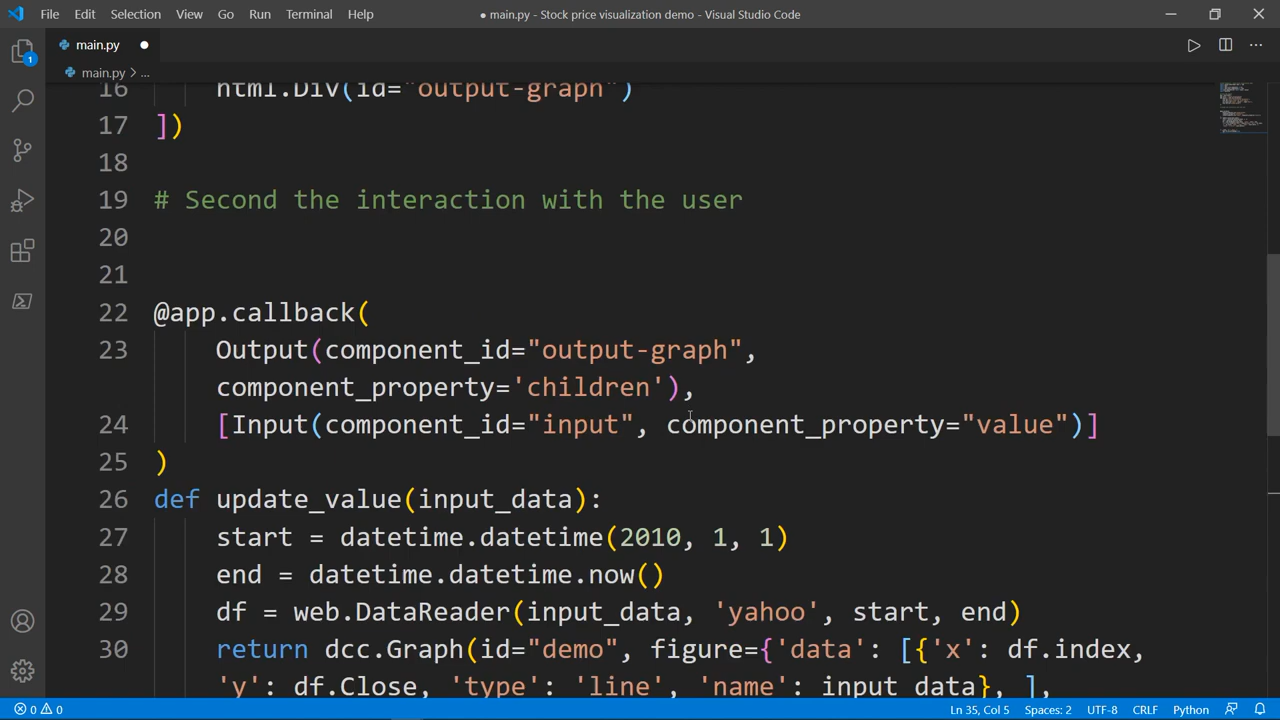 File Edit Selection View Go Run Terminal Help
● main.py - Stock price visualization demo - Visual Studio Code
main.py
main.py > ...
1
16 html.Div(id="output-graph")
17 ])
18
19 # Second the interaction with the user
20
21
22 @app.callback(
23 Output(component_id="output-graph",
component_property='children'),
24 [Input(component_id="input", component_property="value")]
25 )
26 def update_value(input_data):
27 start = datetime.datetime(2010, 1, 1)
28 end = datetime.datetime.now()
29 df = web.DataReader(input_data, 'yahoo', start, end)
30 return dcc.Graph(id="demo", figure={'data': [{'x': df.index,
'y': df.Close, 'type': 'line', 'name': input_data}, ],
0 0 Ln 35, Col 5 Spaces: 2 UTF-8 CRLF Python